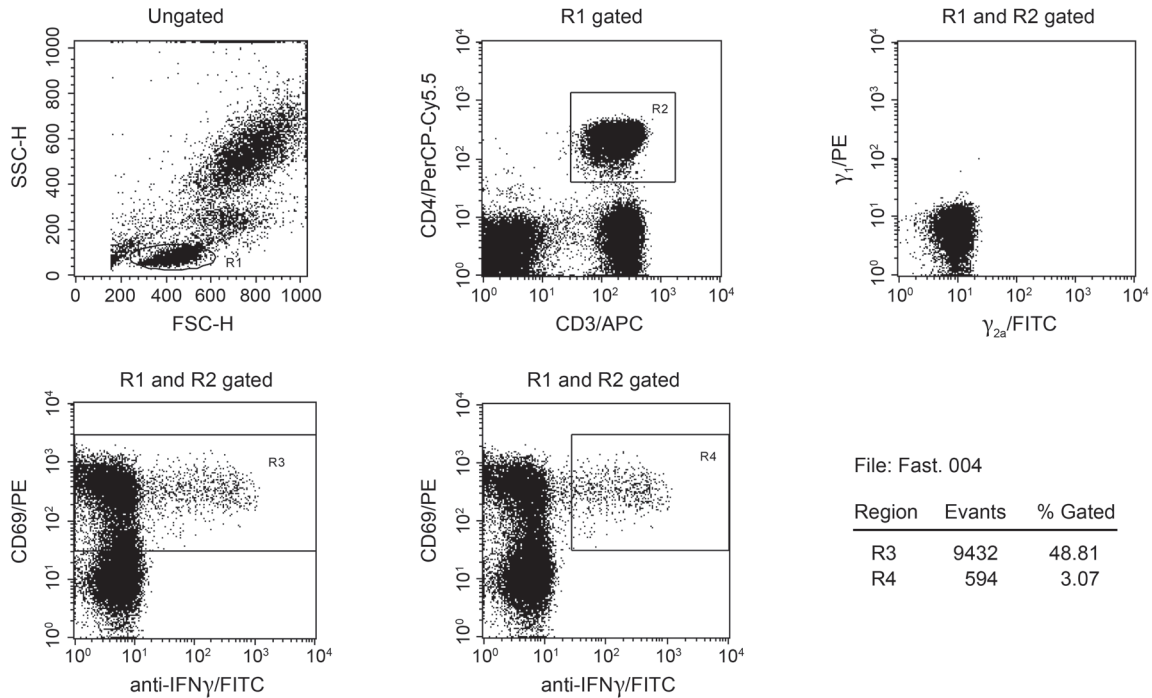 Ungated
1000
800
600
400
200
0
SSC-H
R1
0 200 400 600 800 1000
FSC-H
R1 gated
10⁴
10³
10²
10¹
10⁰
CD4/PerCP-Cy5.5
R2
10⁰ 10¹ 10² 10³ 10⁴
CD3/APC
R1 and R2 gated
10⁴
10³
10²
10¹
10⁰
γ₁/PE
10⁰ 10¹ 10² 10³ 10⁴
γ₂ₐ/FITC
R1 and R2 gated
10⁴
10³
10²
10¹
10⁰
CD69/PE
R3
10⁰ 10¹ 10² 10³ 10⁴
anti-IFNγ/FITC
R1 and R2 gated
10⁴
10³
10²
10¹
10⁰
CD69/PE
R4
10⁰ 10¹ 10² 10³ 10⁴
anti-IFNγ/FITC
File: Fast. 004
Region Evants % Gated
R3 9432 48.81
R4 594 3.07